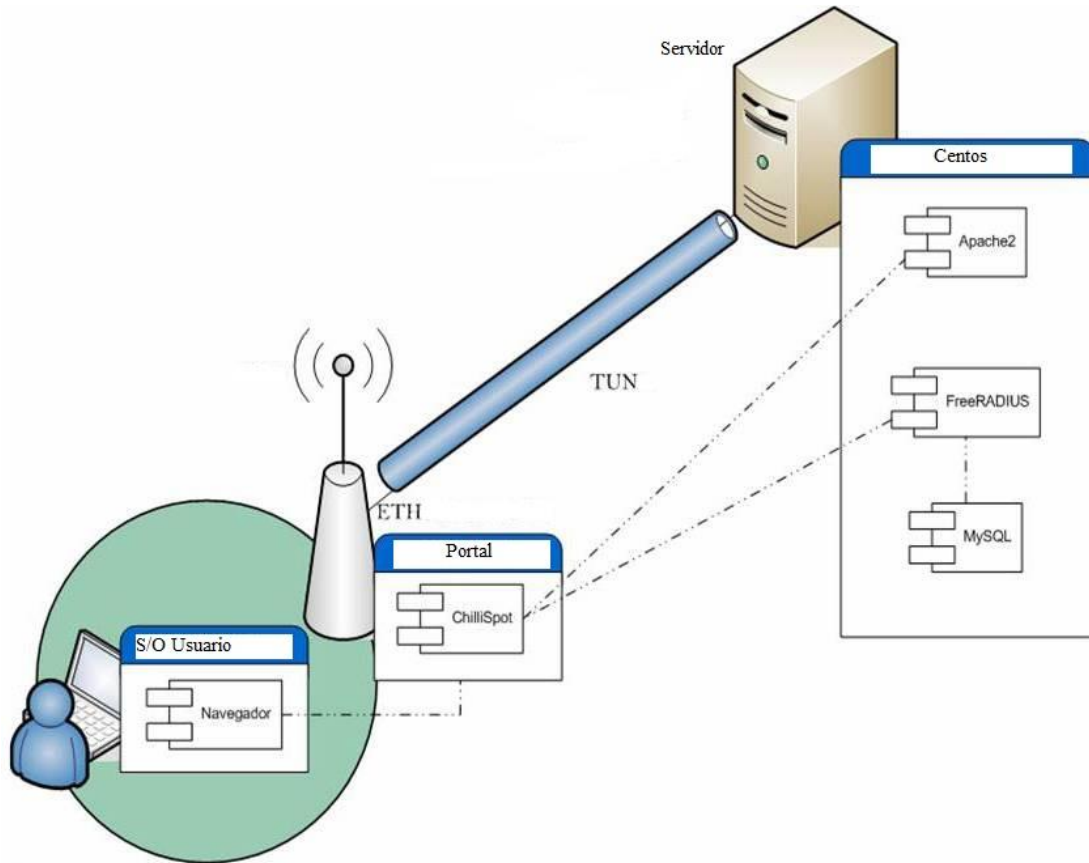 Servidor
Centos
Apache2
TUN
FreeRADIUS
ETH
MySQL
Portal
ChilliSpot
S/O Usuario
Navegador